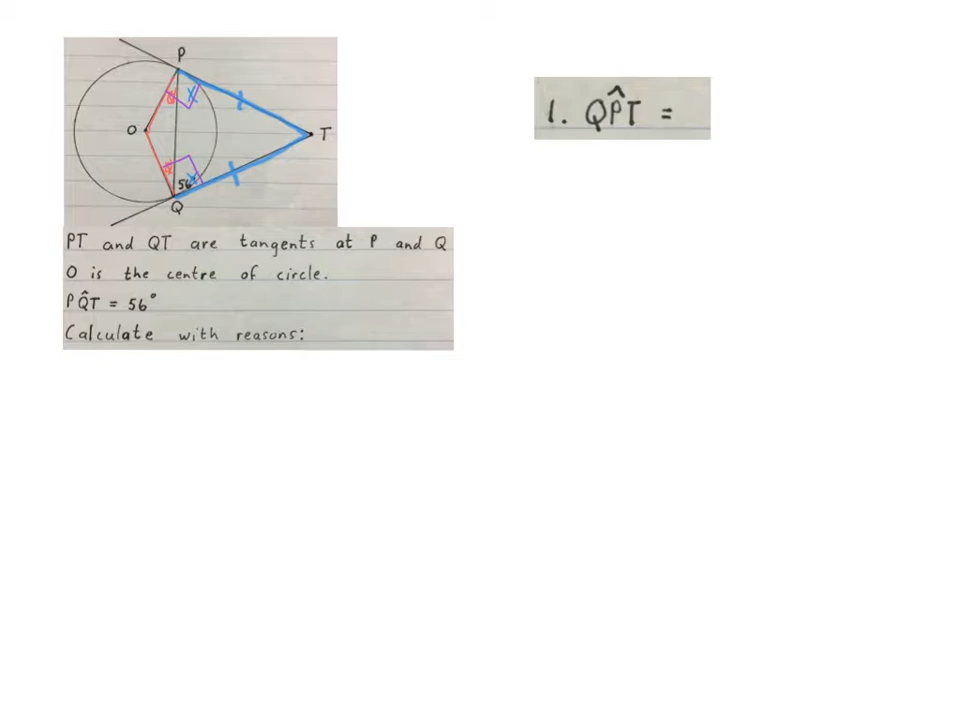 P
O
T
56°
Q
PT and QT are tangents at P and Q
O is the centre of circle.
PQ̂T = 56°
Calculate with reasons:
1. QP̂T =